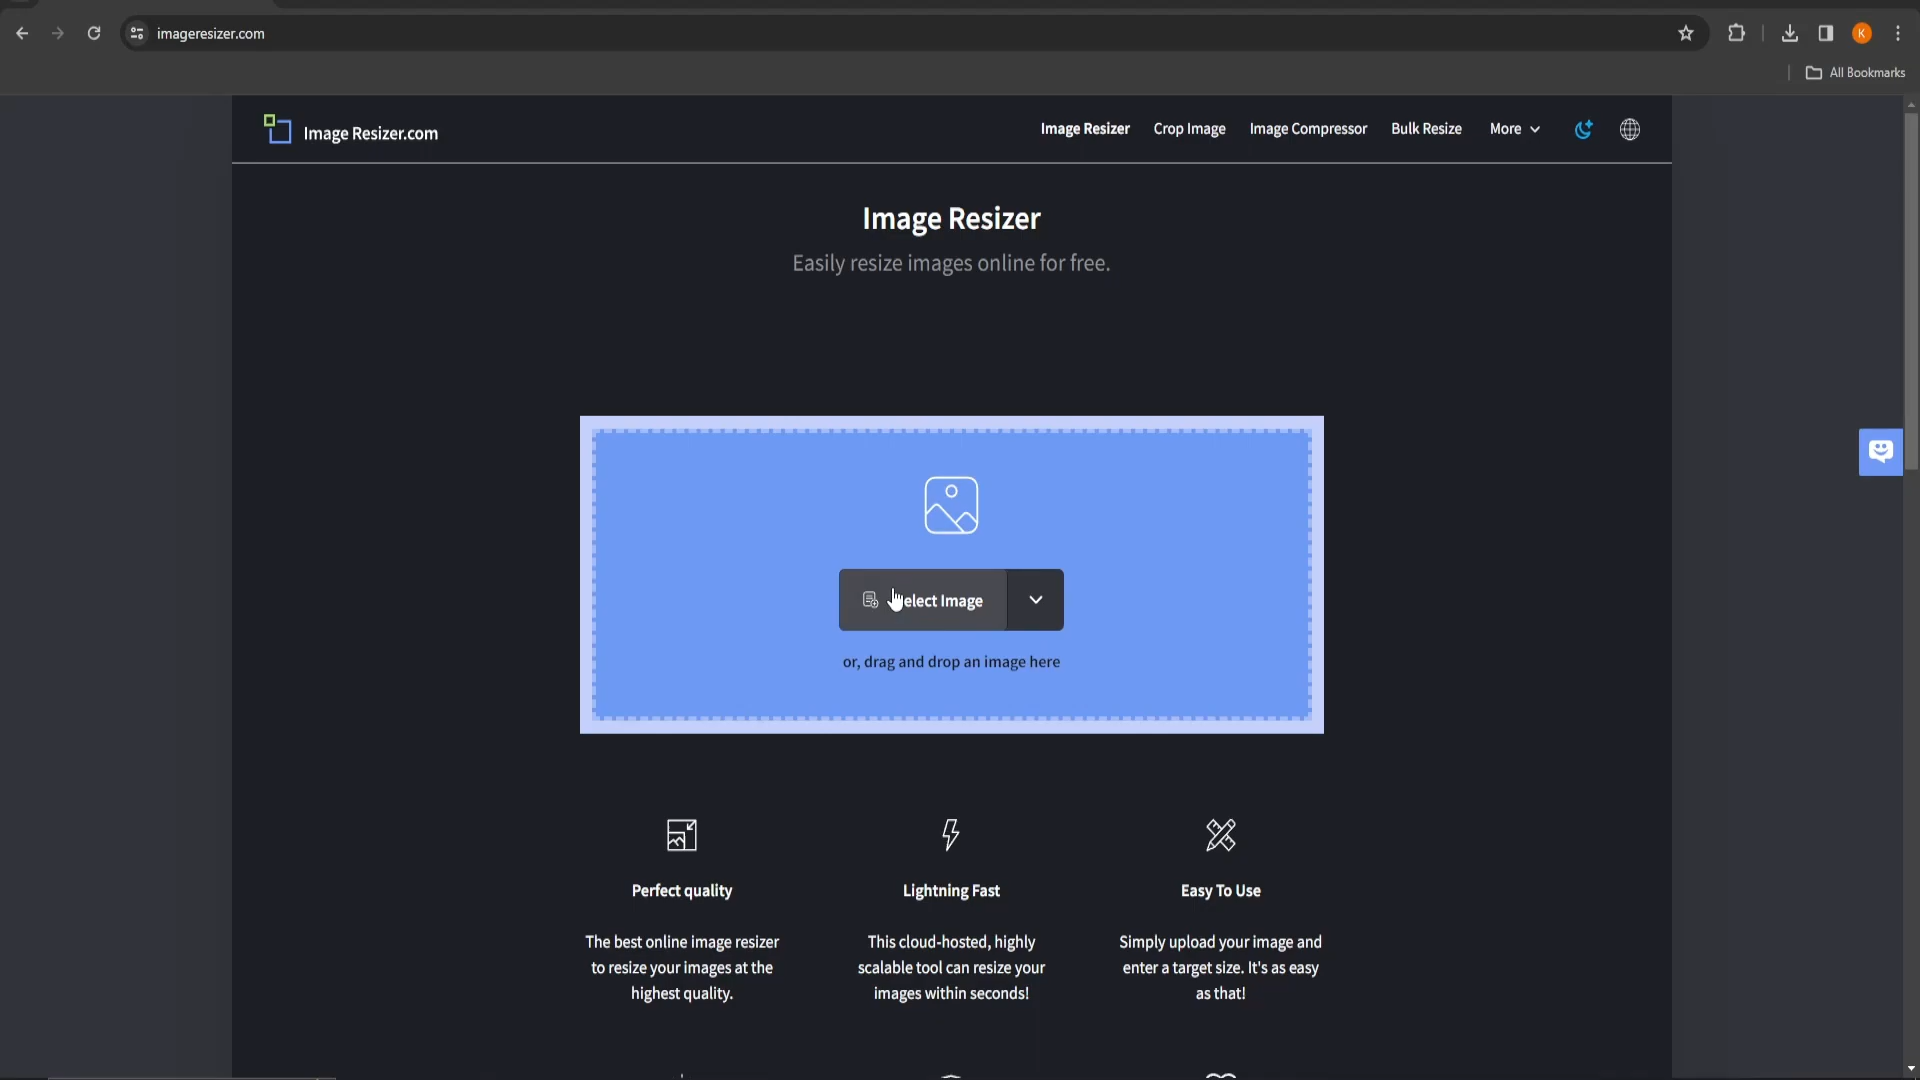 imageresizer.com
K
All Bookmarks
Image Resizer.com
Image Resizer
Crop Image
Image Compressor
Bulk Resize
More
Image Resizer
Easily resize images online for free.
elect Image
or, drag and drop an image here
Perfect quality
Lightning Fast
Easy To Use
The best online image resizer
to resize your images at the
highest quality.
This cloud-hosted, highly
scalable tool can resize your
images within seconds!
Simply upload your image and
enter a target size. It's as easy
as that!